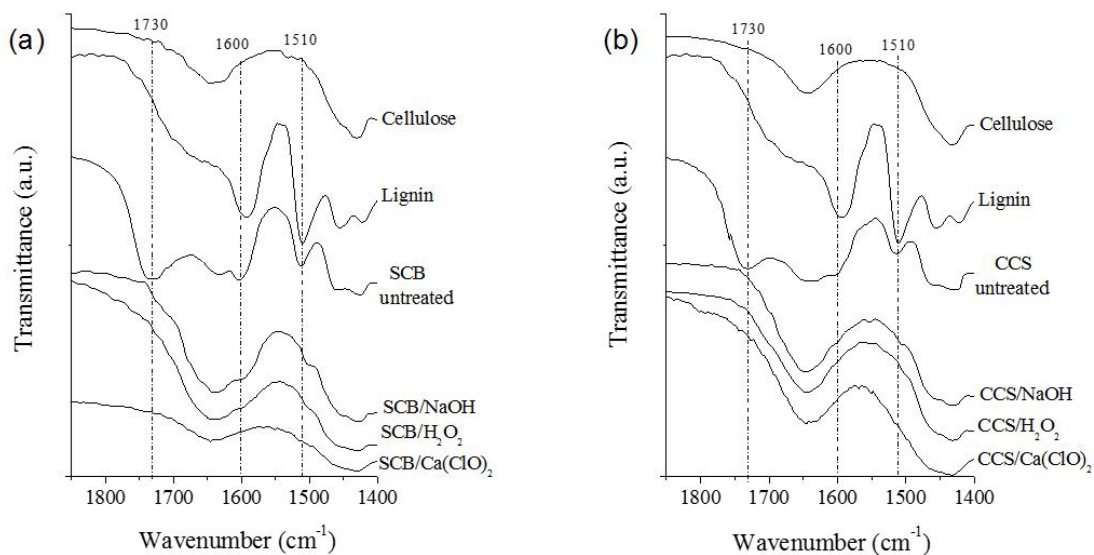 (a)
1730
1600
1510
Cellulose
Lignin
SCB
untreated
SCB/NaOH
SCB/H₂O₂
SCB/Ca(ClO)₂
Transmittance (a.u.)
1800 1700 1600 1500 1400
Wavenumber (cm⁻¹)
(b)
1730
1600
1510
Cellulose
Lignin
CCS
untreated
CCS/NaOH
CCS/H₂O₂
CCS/Ca(ClO)₂
Transmittance (a.u.)
1800 1700 1600 1500 1400
Wavenumber (cm⁻¹)